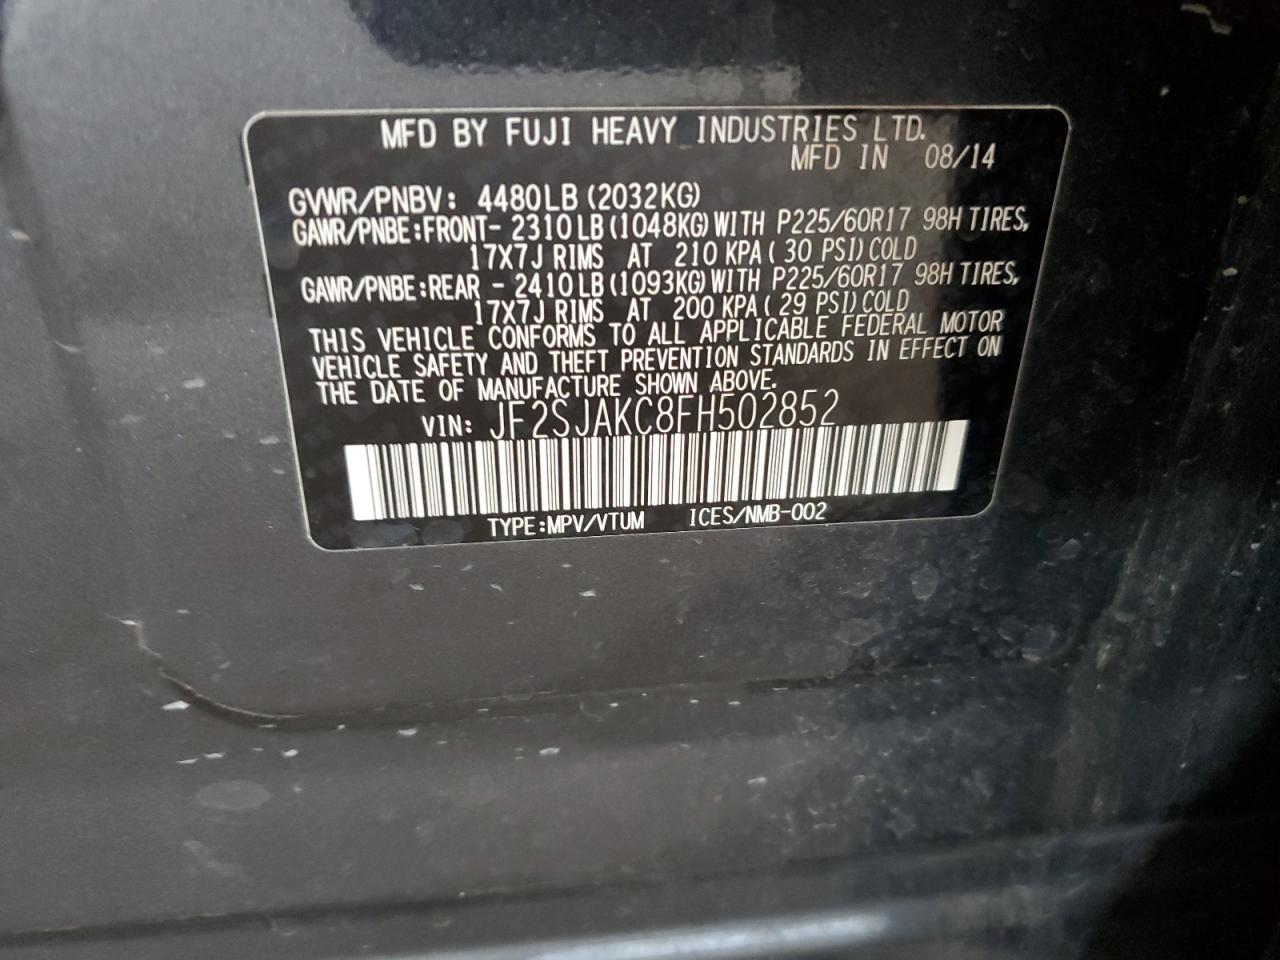 MFD BY FUJI HEAVY INDUSTRIES LTD.
MFD IN 08/14
GVWR/PNBV: 4480LB (2032KG)
GAWR/PNBE:FRONT- 2310LB (1048KG) WITH P225/60R17 98H TIRES,
17X7J RIMS AT 210 KPA ( 30 PSI) COLD
GAWR/PNBE:REAR - 2410LB (1093KG) WITH P225/60R17 98H TIRES,
17X7J RIMS AT 200 KPA ( 29 PSI) COLD
THIS VEHICLE CONFORMS TO ALL APPLICABLE FEDERAL MOTOR
VEHICLE SAFETY AND THEFT PREVENTION STANDARDS IN EFFECT ON
THE DATE OF MANUFACTURE SHOWN ABOVE.
VIN: JF2SJAKC8FH502852
TYPE:MPV/VTUM ICES/NMB-002